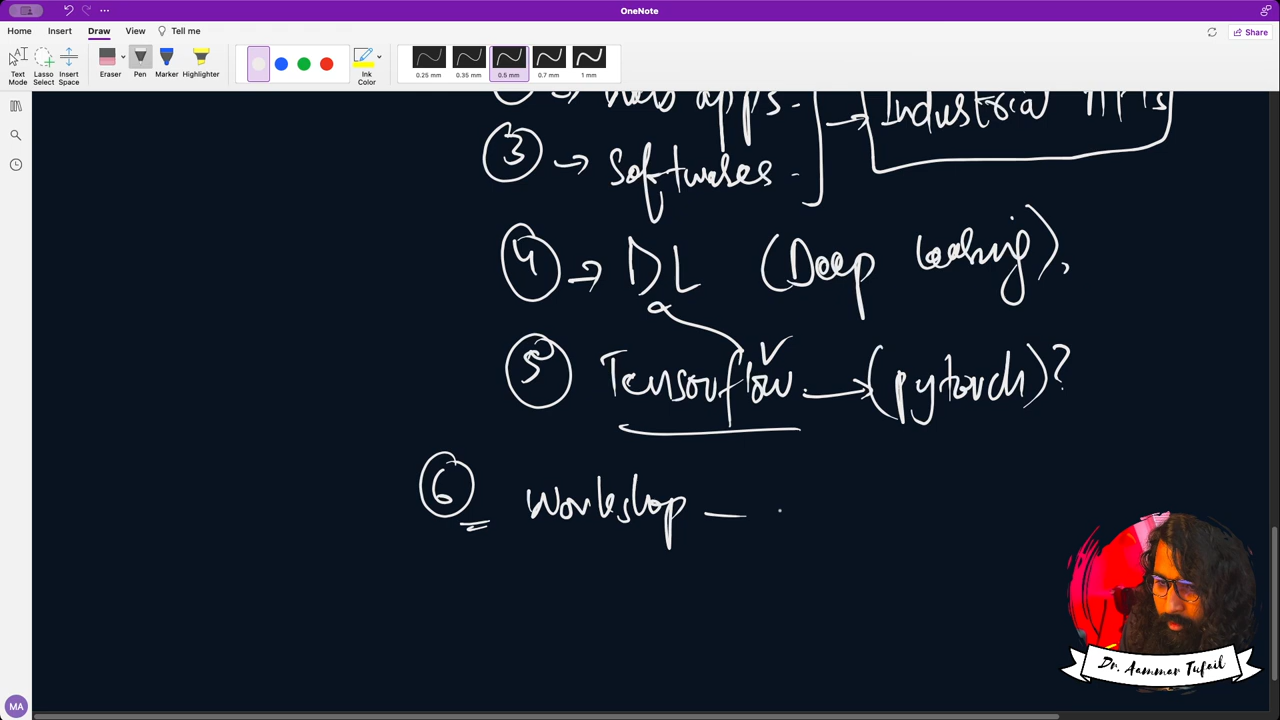 OneNote
Home Insert Draw View Tell me
Share
Text Mode
Lasso Select
Insert Space
Eraser
Pen
Marker
Highlighter
Ink Color
0.25 mm
0.35 mm
0.5 mm
0.7 mm
1 mm
apps. Industrial
3 → Softwares.
4 → DL (Deep learning),
5 Tensorflow. → (pytorch)?
6 Workshop —
Dr. Aammar Tufail
MA